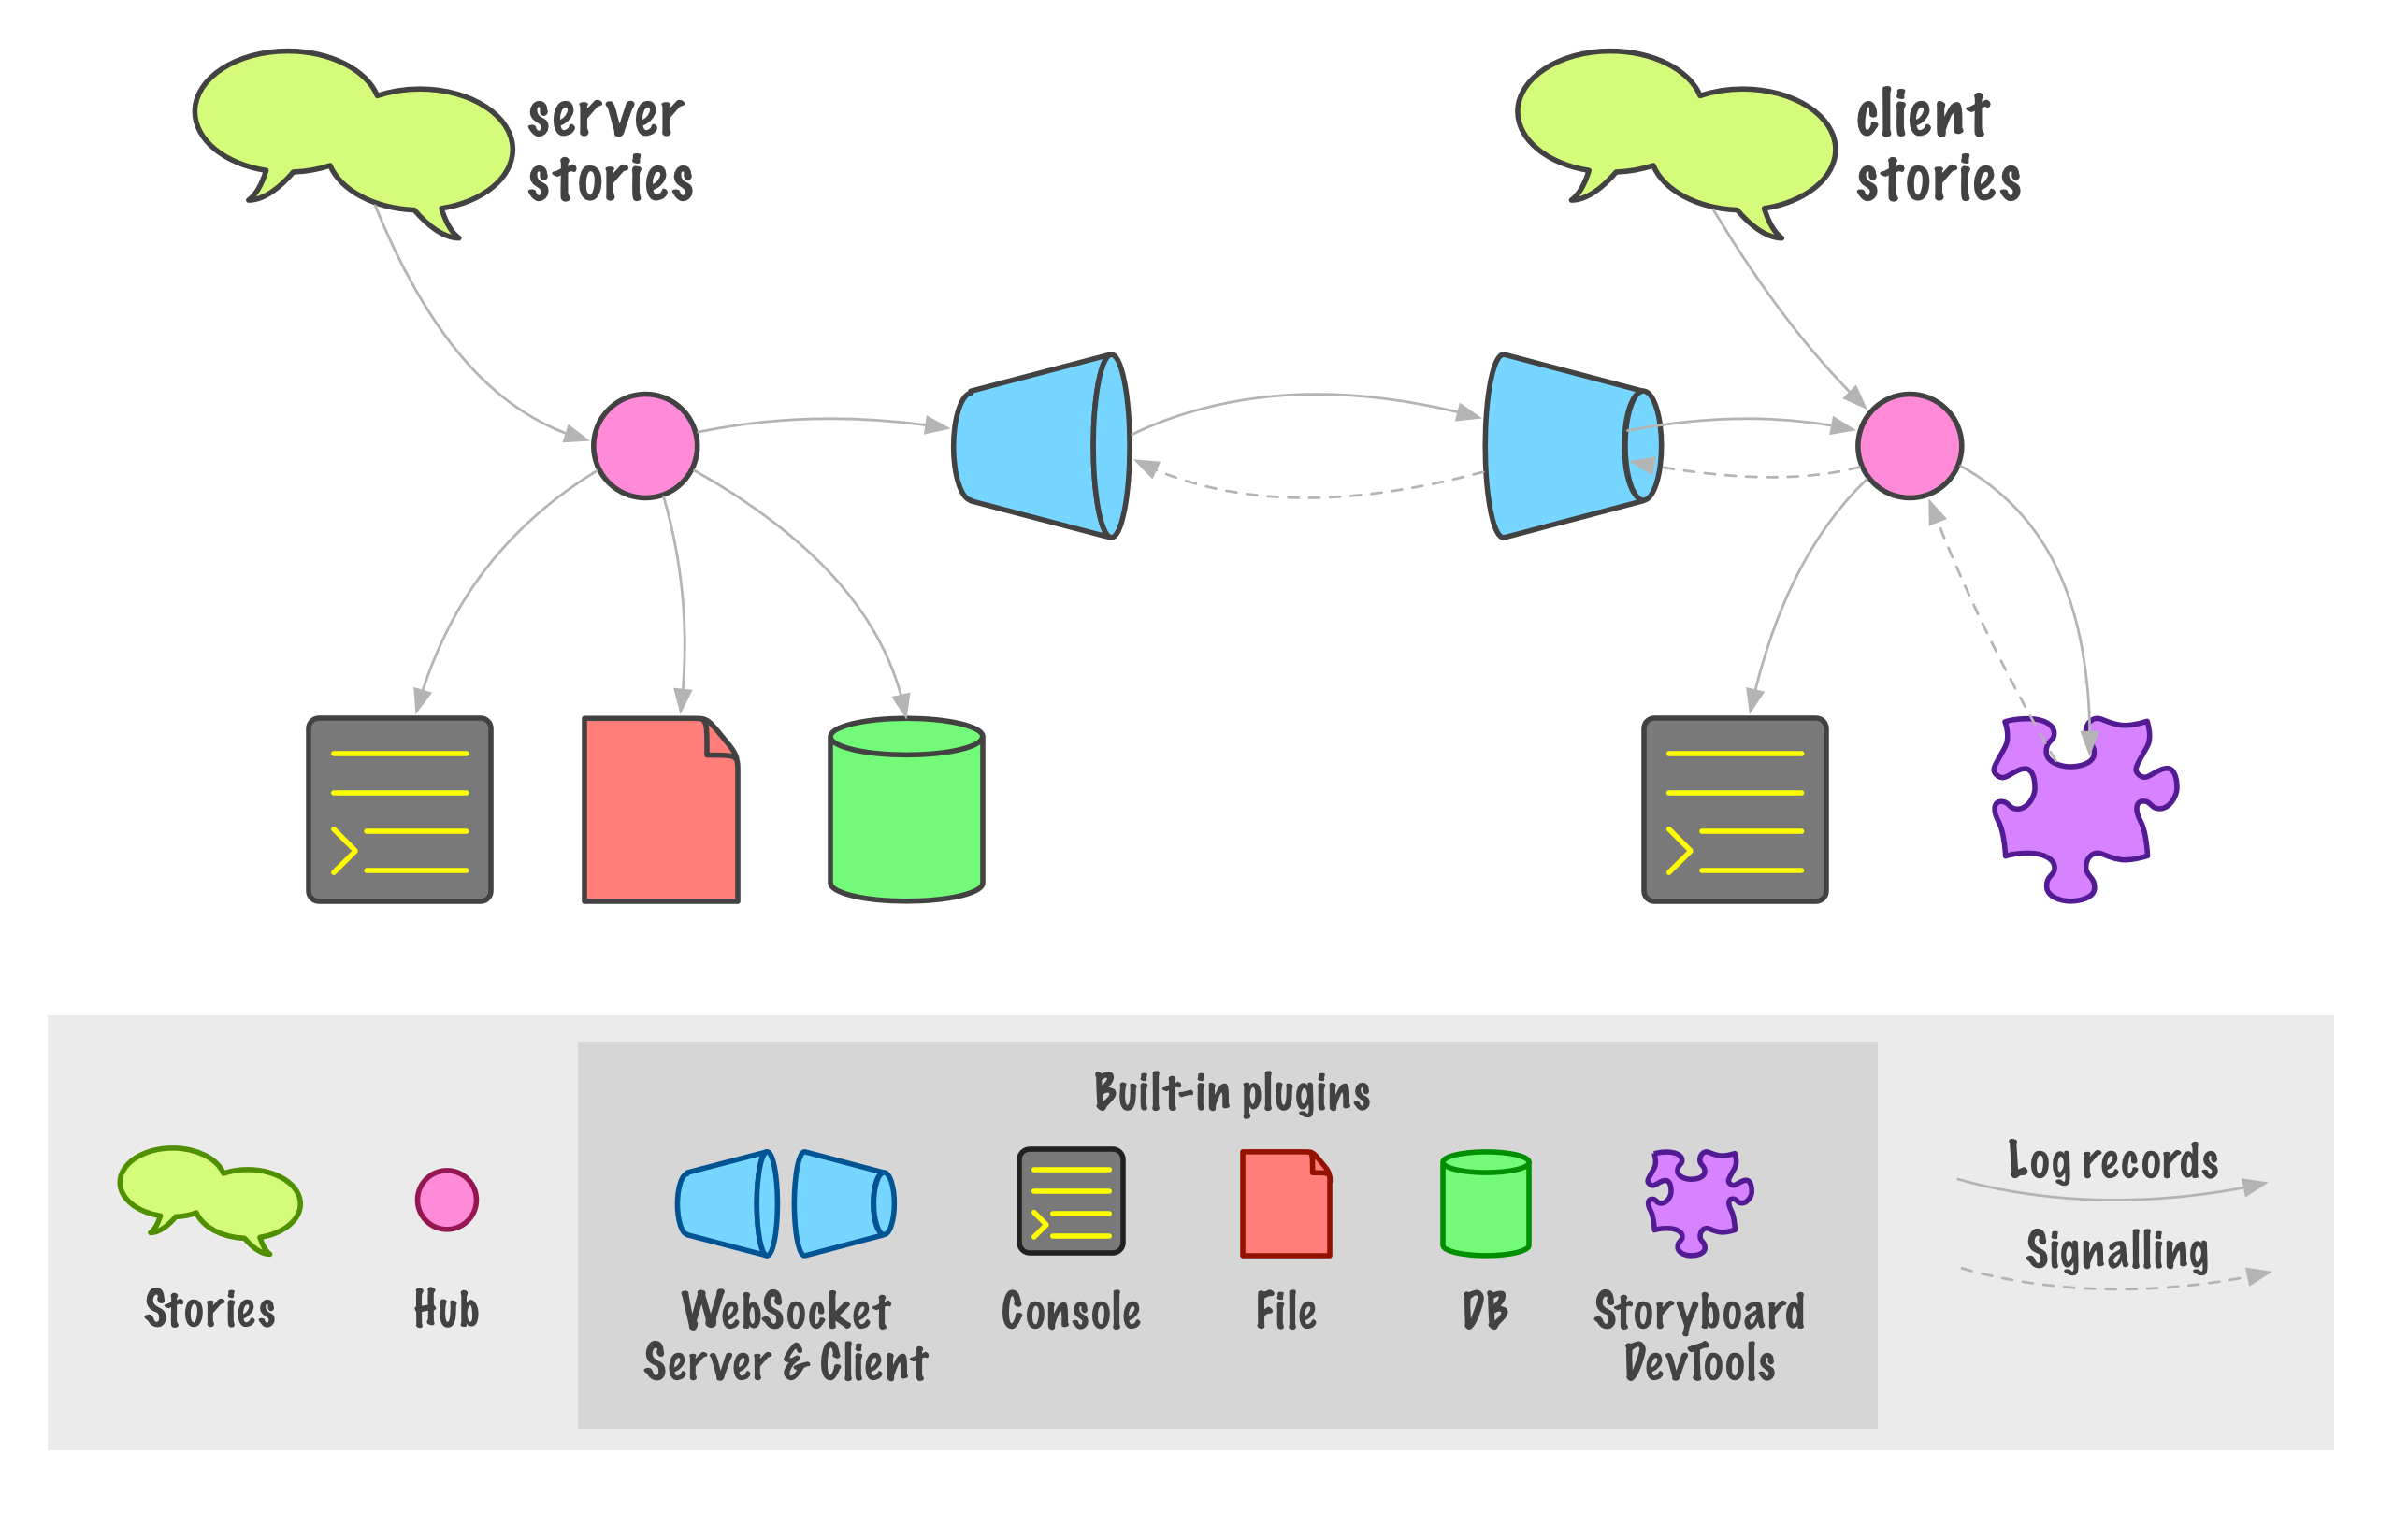 server
stories
client
stories
Built-in plugins
Log records
Signalling
Stories
Hub
WebSocket
Server & Client
Console
File
DB
Storyboard
DevTools